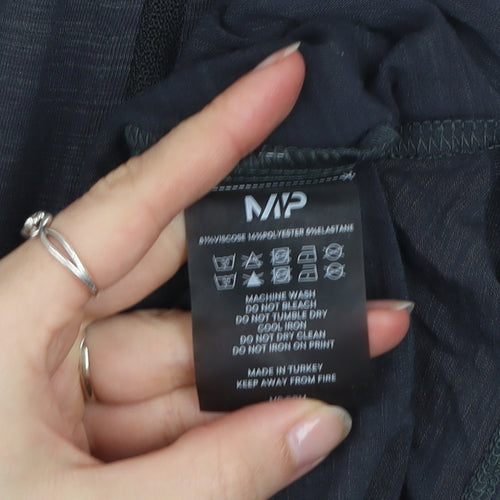 MP
81%VISCOSE 14%POLYESTER 5%ELASTANE
MACHINE WASH
DO NOT BLEACH
DO NOT TUMBLE DRY
COOL IRON
DO NOT DRY CLEAN
DO NOT IRON ON PRINT
MADE IN TURKEY
KEEP AWAY FROM FIRE